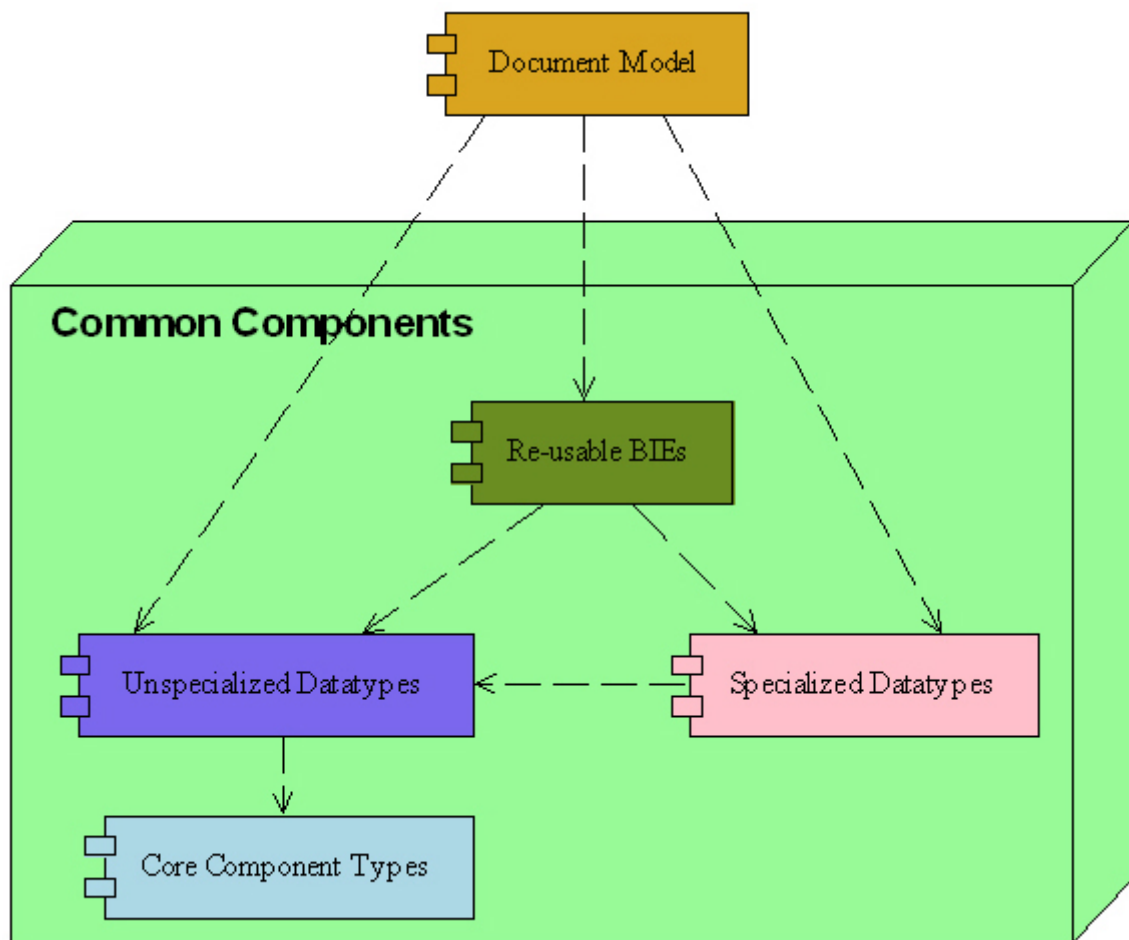 Document Model
Common Components
Re-usable BIEs
Unspecialized Datatypes
Specialized Datatypes
Core Component Types